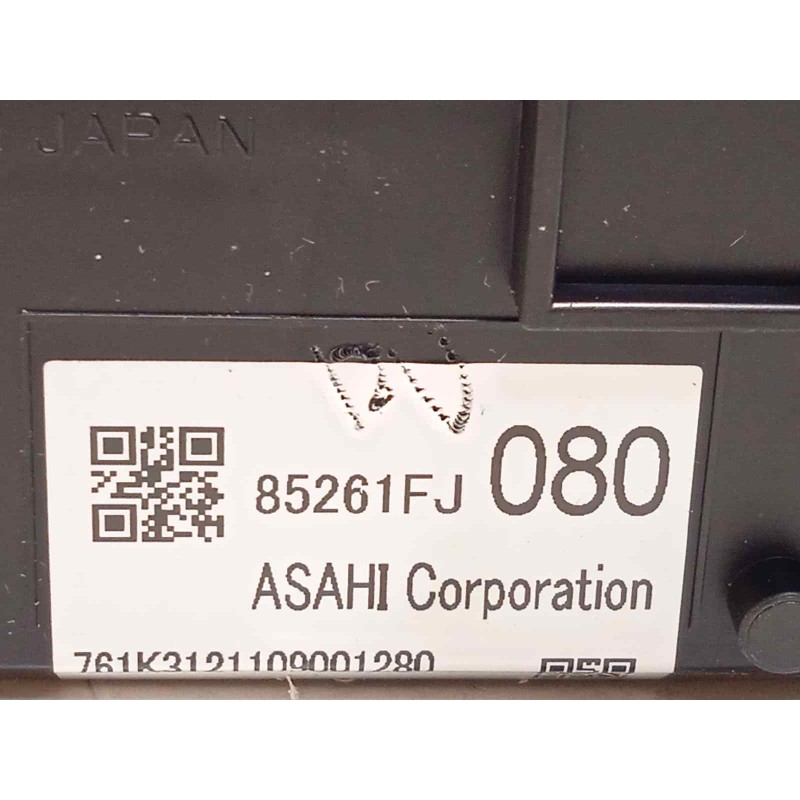 JAPAN
85261FJ 080
ASAHI Corporation
761K3121109001280